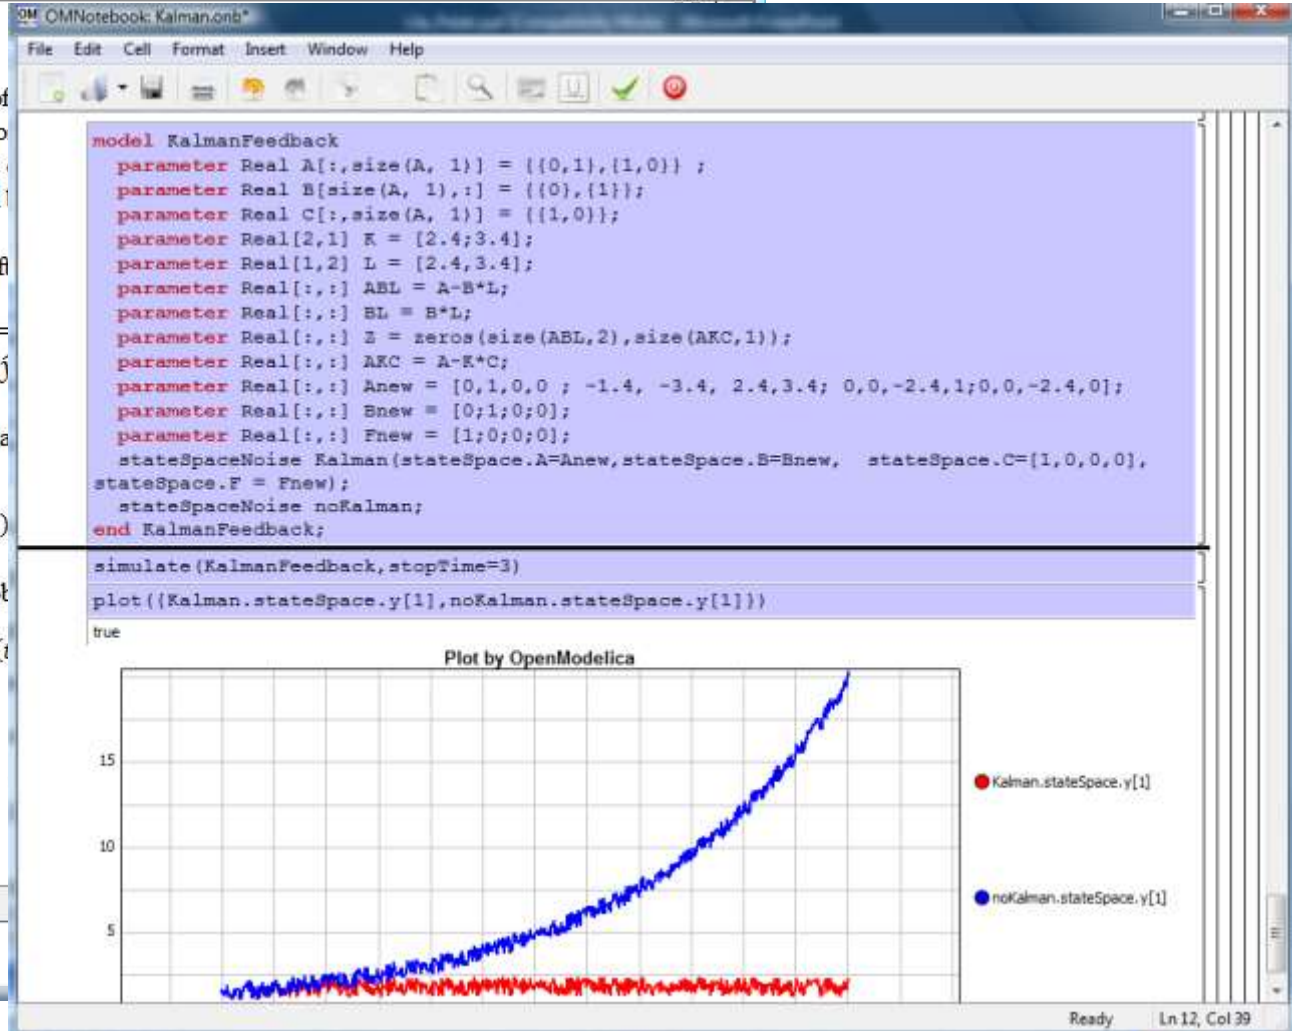 OMNotebook: Kalman.onb*
File Edit Cell Format Insert Window Help
model KalmanFeedback
parameter Real A[:,size(A, 1)] = {{0,1},{1,0}} ;
parameter Real B[size(A, 1),:] = {{0},{1}};
parameter Real C[:,size(A, 1)] = {{1,0}};
parameter Real[2,1] K = [2.4;3.4];
parameter Real[1,2] L = [2.4,3.4];
parameter Real[:,:] ABL = A-B*L;
parameter Real[:,:] BL = B*L;
parameter Real[:,:] Z = zeros(size(ABL,2),size(AKC,1));
parameter Real[:,:] AKC = A-K*C;
parameter Real[:,:] Anew = [0,1,0,0 ; -1.4, -3.4, 2.4,3.4; 0,0,-2.4,1;0,0,-2.4,0];
parameter Real[:,:] Bnew = [0;1;0;0];
parameter Real[:,:] Fnew = [1;0;0;0];
stateSpaceNoise Kalman(stateSpace.A=Anew,stateSpace.B=Bnew, stateSpace.C=[1,0,0,0],
stateSpace.F = Fnew);
stateSpaceNoise noKalman;
end KalmanFeedback;
simulate(KalmanFeedback,stopTime=3)
plot({Kalman.stateSpace.y[1],noKalman.stateSpace.y[1]})
true
Plot by OpenModelica
15
10
5
Kalman.stateSpace.y[1]
noKalman.stateSpace.y[1]
Ready Ln 12, Col 39